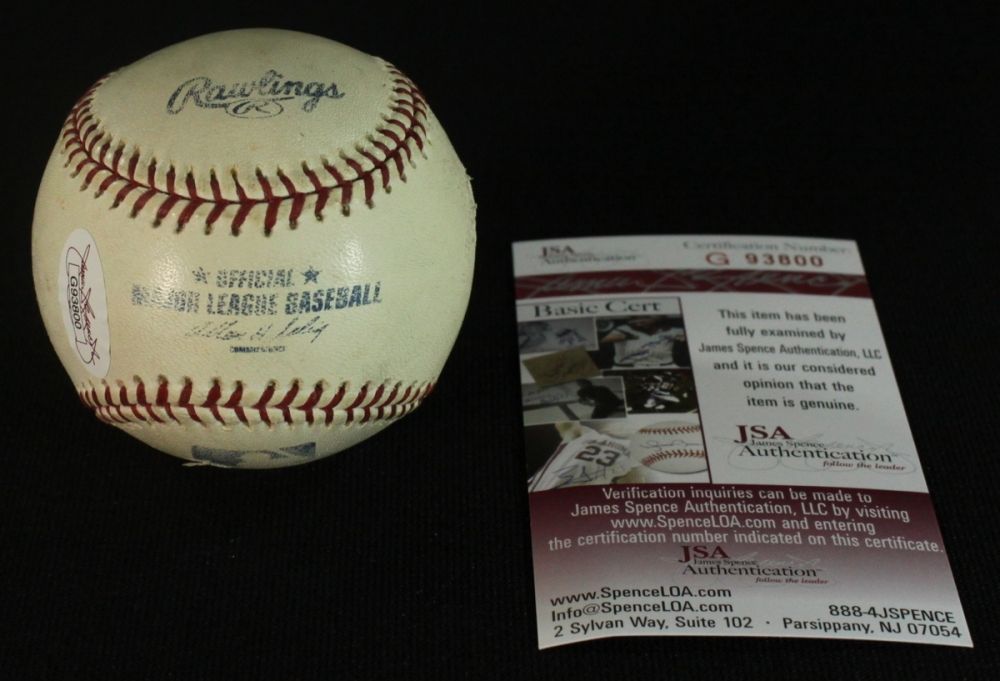 Rawlings
R
★ OFFICIAL ★
MAJOR LEAGUE BASEBALL
Allan H. Selig
COMMISSIONER
G93800
JSA
Authentication
Certification Number
G 93800
Basic Cert
23
This item has been
fully examined by
James Spence Authentication, LLC
and it is our considered
opinion that the
item is genuine.
JSA
James Spence
Authentication
follow the leader
Verification inquiries can be made to
James Spence Authentication, LLC by visiting
www.SpenceLOA.com and entering
the certification number indicated on this certificate.
JSA
James Spence
Authentication
follow the leader
www.SpenceLOA.com
Info@SpenceLOA.com
888-4JSPENCE
2 Sylvan Way, Suite 102 · Parsippany, NJ 07054